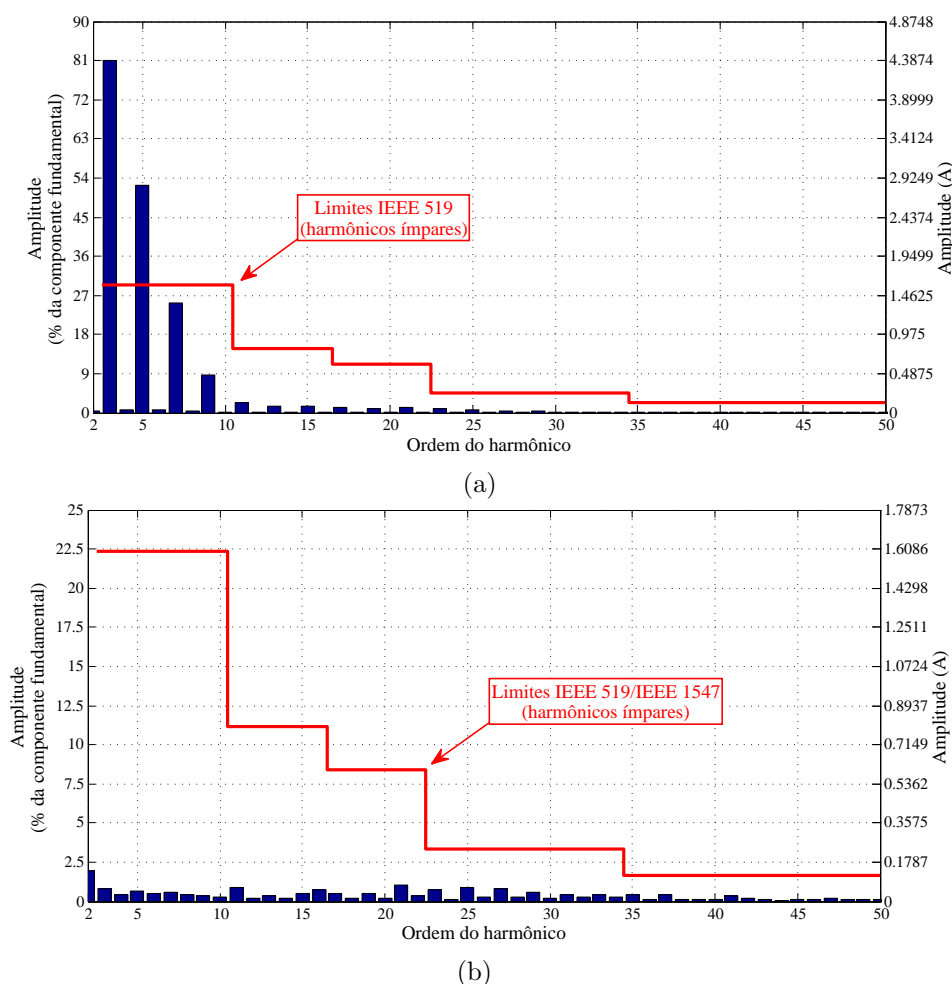 90
81
72
63
54
45
36
27
18
9
0
Amplitude
(% da componente fundamental)
4.8748
4.3874
3.8999
3.4124
2.9249
2.4374
1.9499
1.4625
0.975
0.4875
0
Amplitude (A)
Limites IEEE 519
(harmônicos ímpares)
2 5 10 15 20 25 30 35 40 45 50
Ordem do harmônico
(a)
25
22.5
20
17.5
15
12.5
10
7.5
5
2.5
0
Amplitude
(% da componente fundamental)
1.7873
1.6086
1.4298
1.2511
1.0724
0.8937
0.7149
0.5362
0.3575
0.1787
0
Amplitude (A)
Limites IEEE 519/IEEE 1547
(harmônicos ímpares)
2 5 10 15 20 25 30 35 40 45 50
Ordem do harmônico
(b)